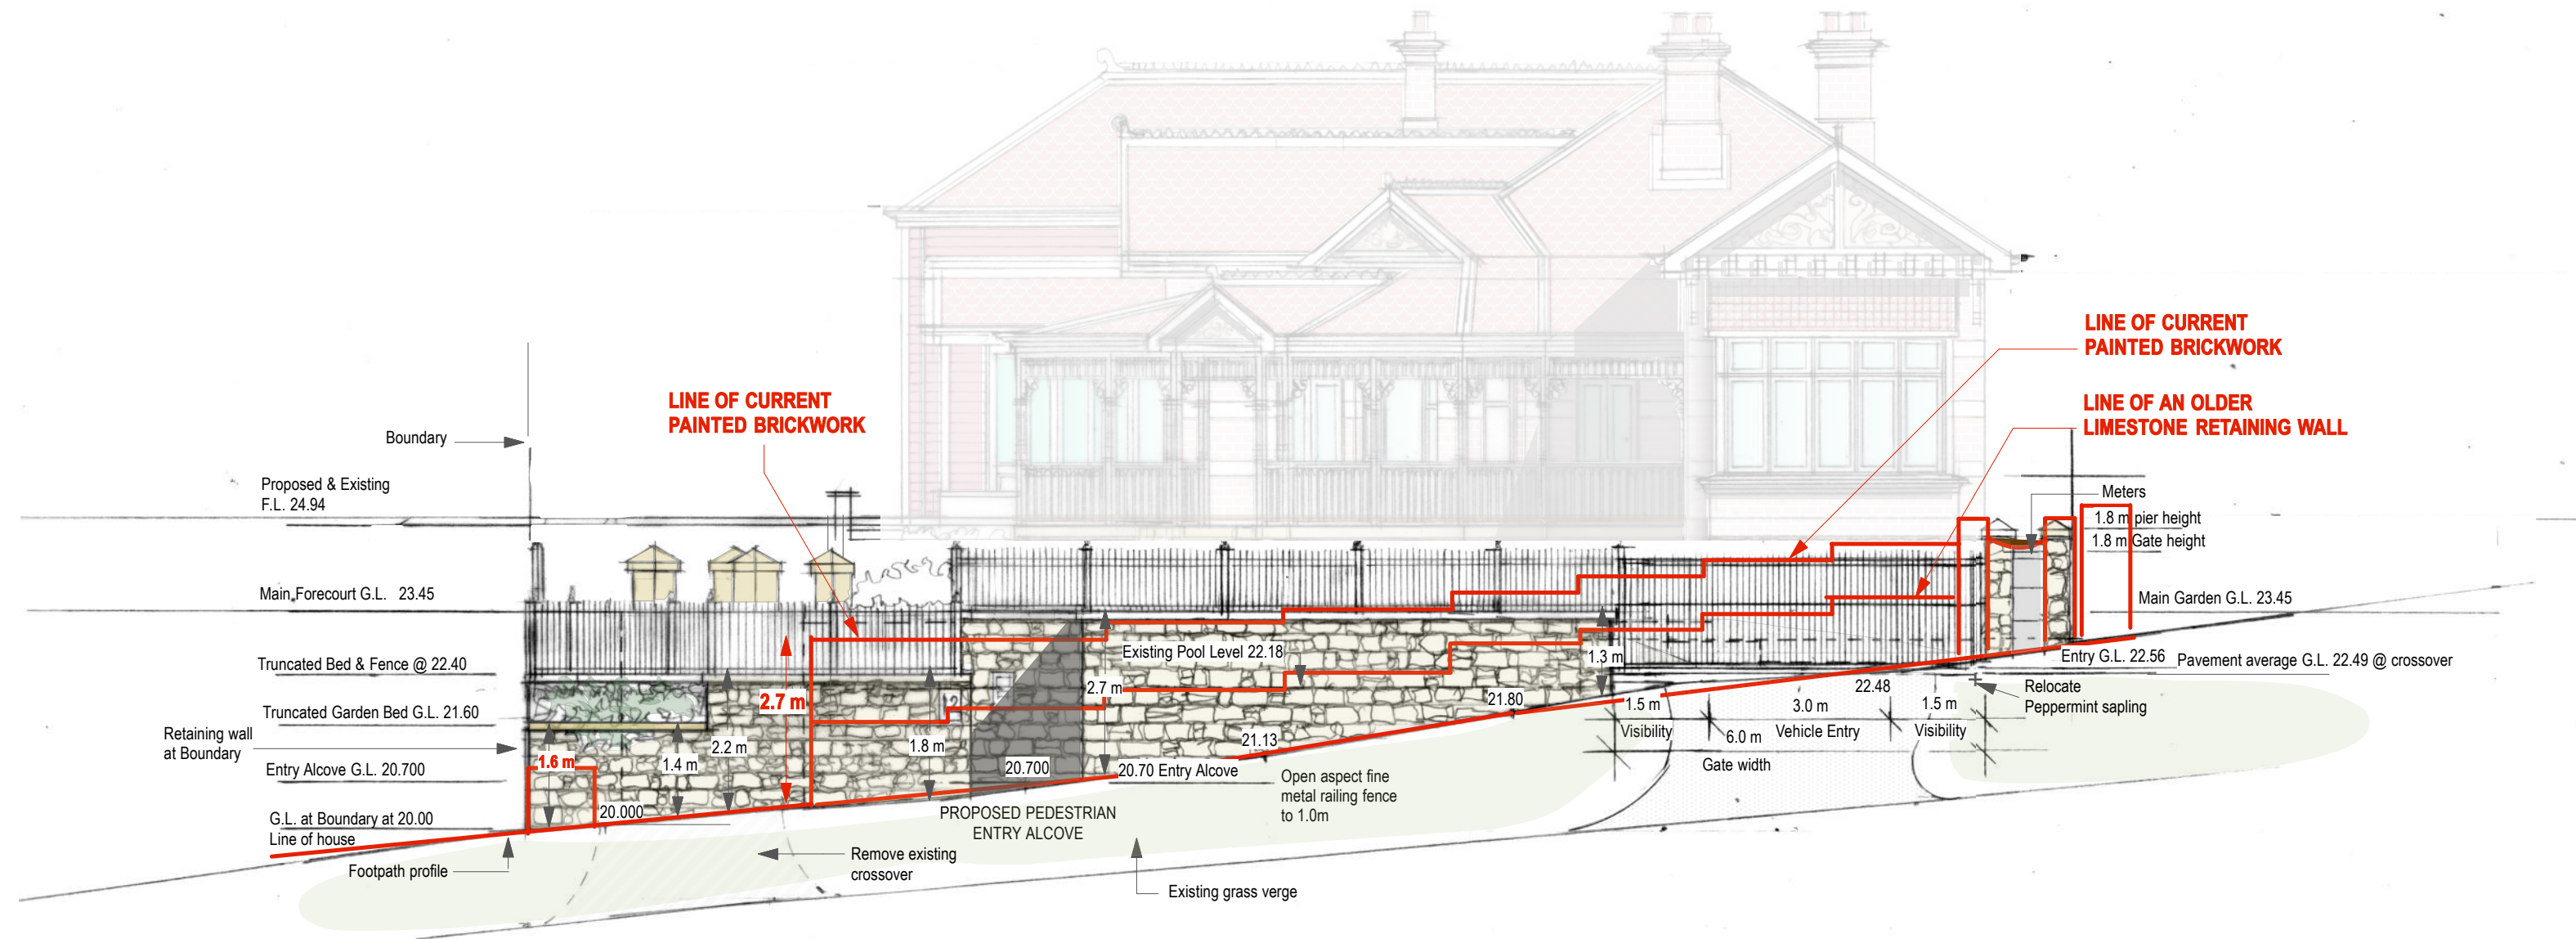 LINE OF CURRENT
PAINTED BRICKWORK
LINE OF AN OLDER
LIMESTONE RETAINING WALL
LINE OF CURRENT
PAINTED BRICKWORK
Boundary
Proposed & Existing
F.L. 24.94
Meters
1.8 m pier height
1.8 m Gate height
Main Forecourt G.L. 23.45
Main Garden G.L. 23.45
Truncated Bed & Fence @ 22.40
Existing Pool Level 22.18
1.3 m
Entry G.L. 22.56
Pavement average G.L. 22.49 @ crossover
2.7 m
2.7 m
22.48
Relocate
Peppermint sapling
Truncated Garden Bed G.L. 21.60
21.80
1.5 m
Visibility
3.0 m
Vehicle Entry
1.5 m
Visibility
6.0 m
Gate width
Retaining wall
at Boundary
2.2 m
1.8 m
21.13
1.6 m
1.4 m
Entry Alcove G.L. 20.700
20.700
20.70 Entry Alcove
Open aspect fine
metal railing fence
to 1.0m
20.000
PROPOSED PEDESTRIAN
ENTRY ALCOVE
G.L. at Boundary at 20.00
Line of house
Remove existing
crossover
Footpath profile
Existing grass verge